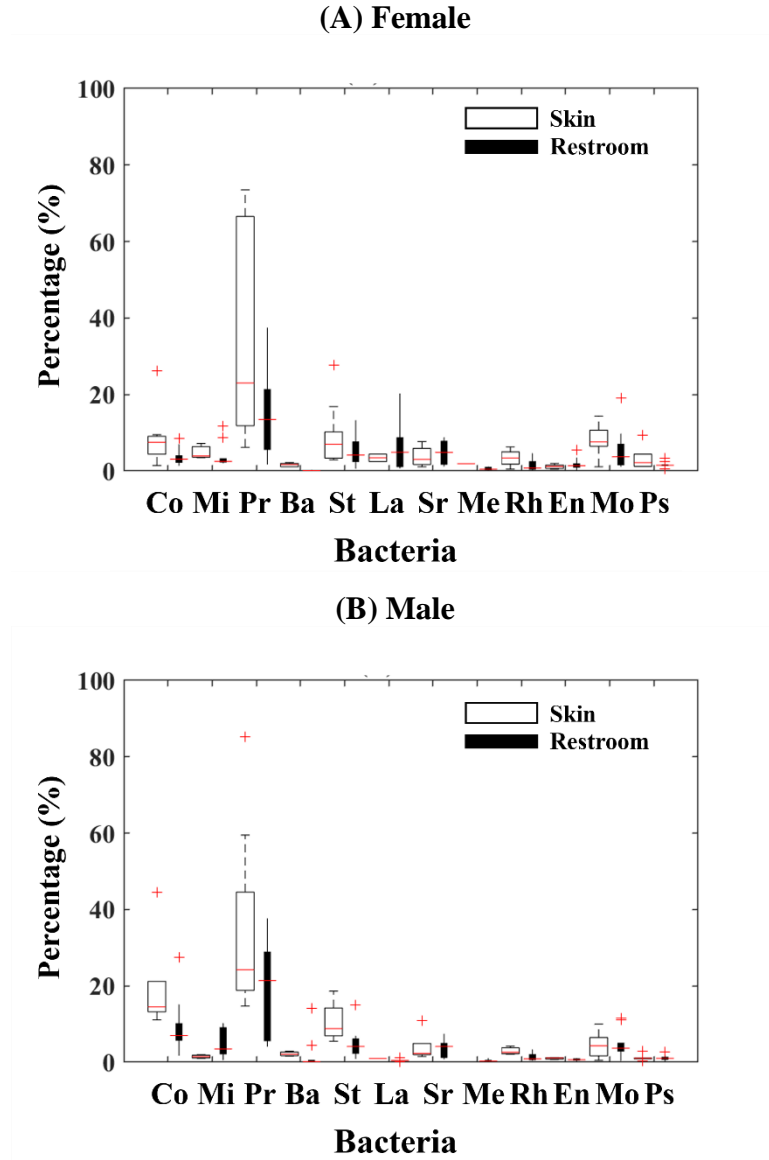 (A) Female
100
80
60
40
20
0
Percentage (%)
Skin
Restroom
Co Mi Pr Ba St La Sr Me Rh En Mo Ps
Bacteria
(B) Male
100
80
60
40
20
0
Percentage (%)
Skin
Restroom
Co Mi Pr Ba St La Sr Me Rh En Mo Ps
Bacteria